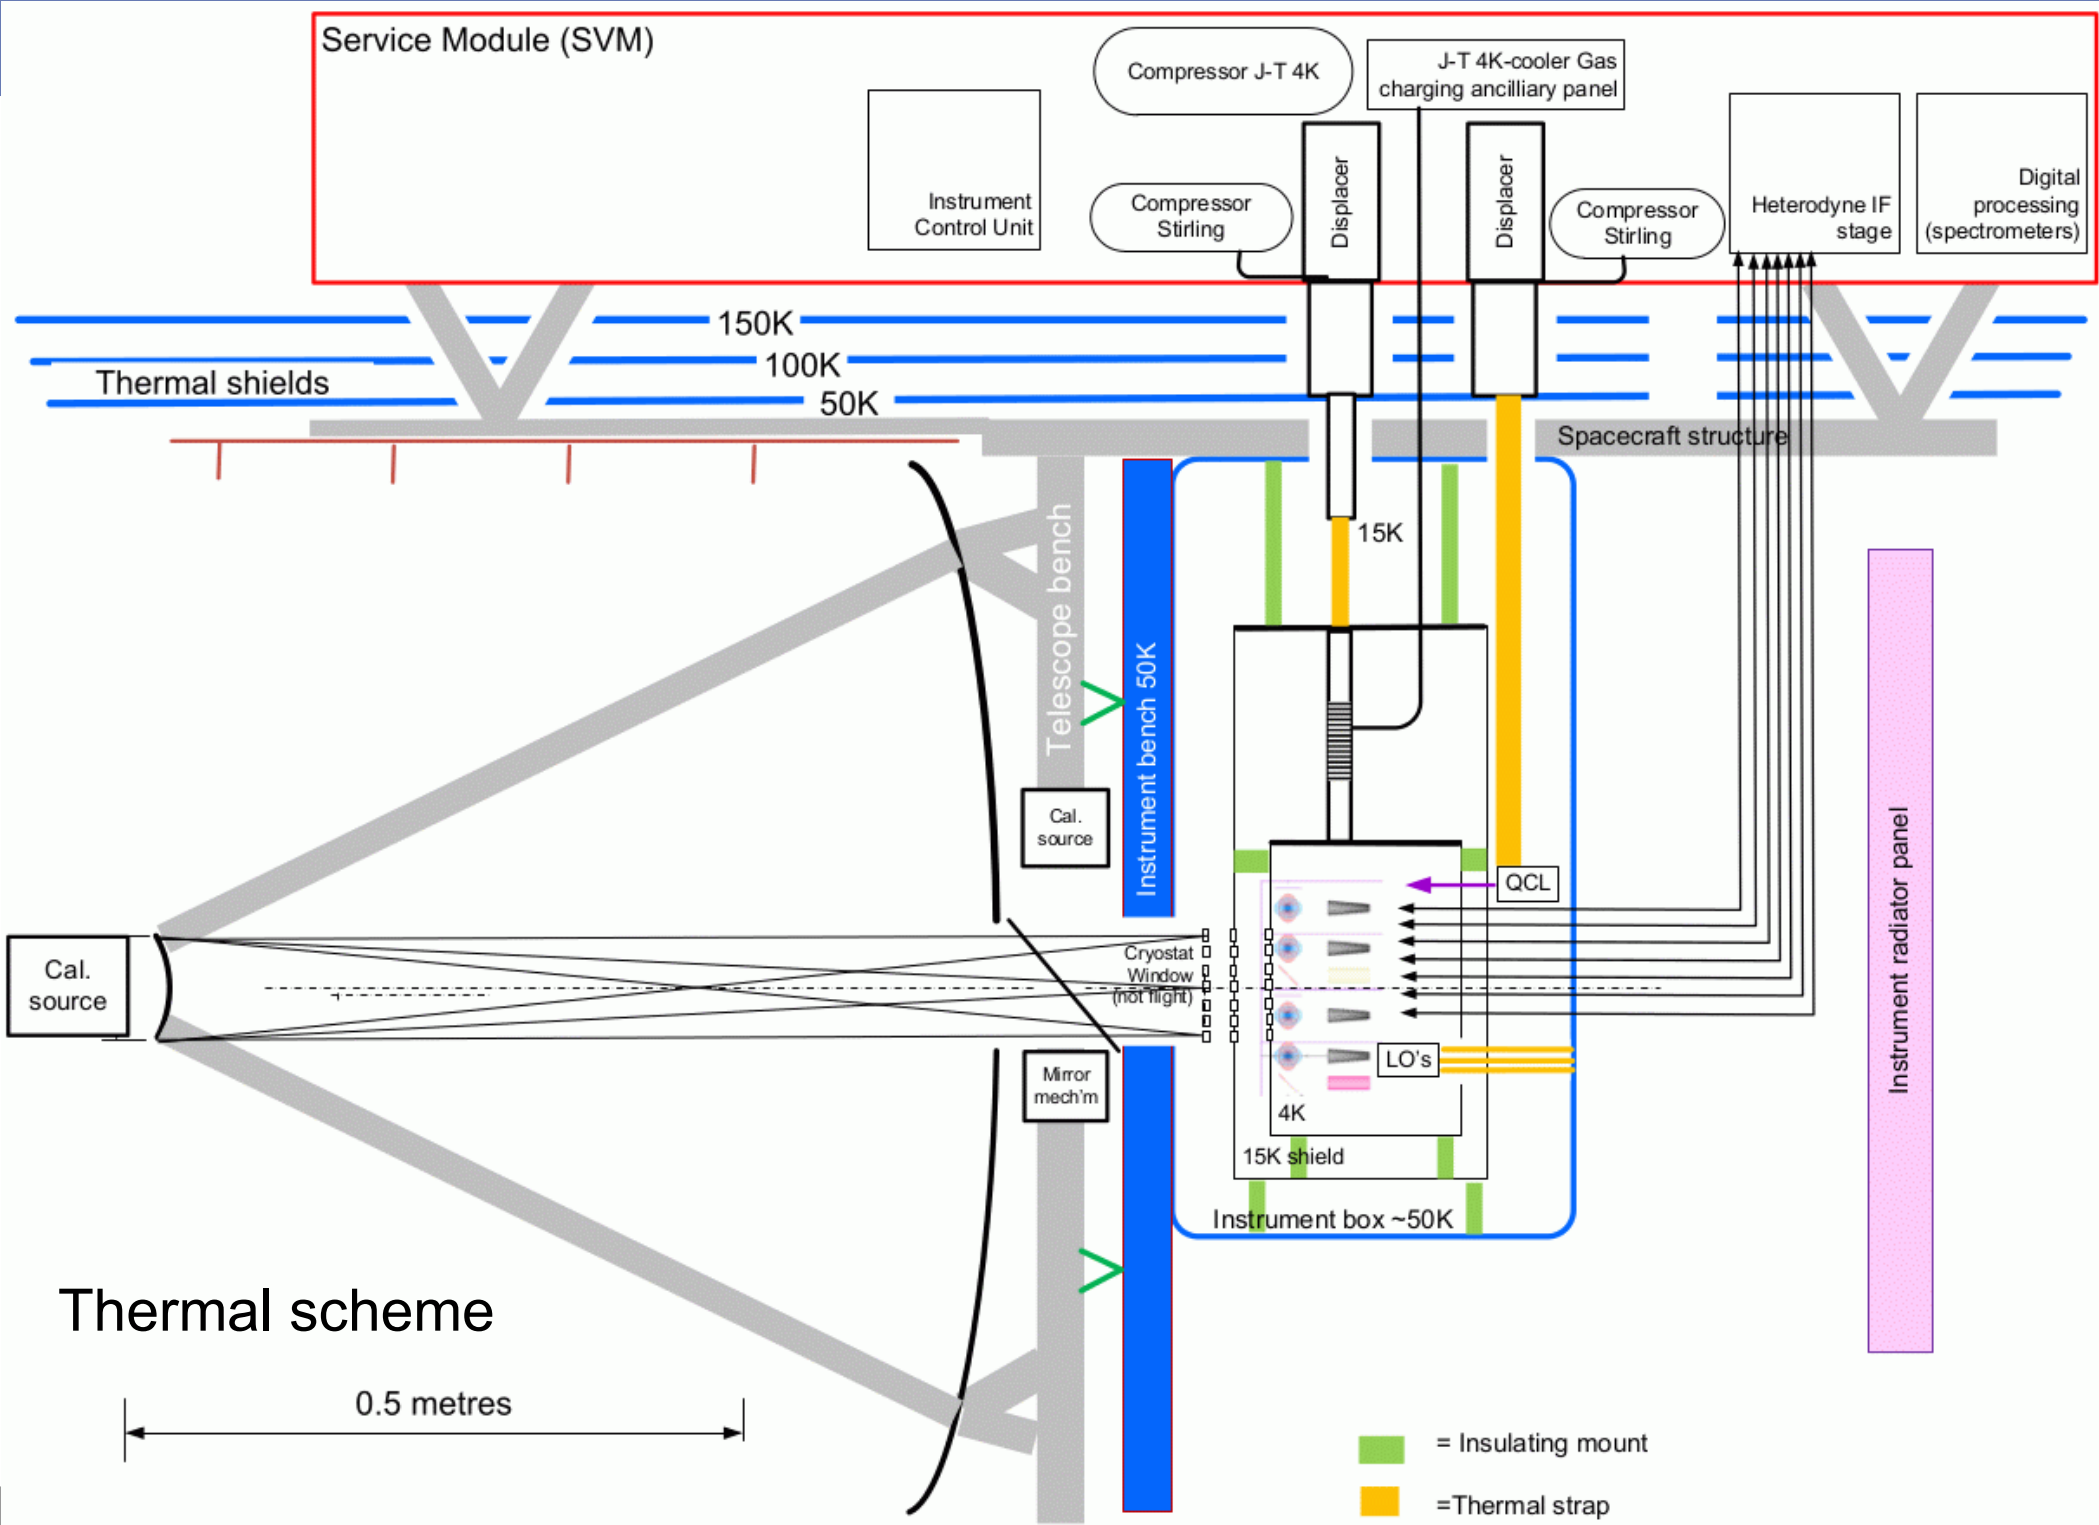 Service Module (SVM)
Compressor J-T 4K
J-T 4K-cooler Gas
charging ancilliary panel
Instrument
Control Unit
Compressor
Stirling
Displacer
Displacer
Compressor
Stirling
Heterodyne IF
stage
Digital
processing
(spectrometers)
150K
100K
50K
Thermal shields
Spacecraft structure
15K
Telescope bench
Instrument bench 50K
Cal.
source
QCL
Cal.
source
Cryostat
Window
(not flight)
Mirror
mech'm
LO's
4K
15K shield
Instrument box ~50K
Instrument radiator panel
Thermal scheme
0.5 metres
= Insulating mount
=Thermal strap